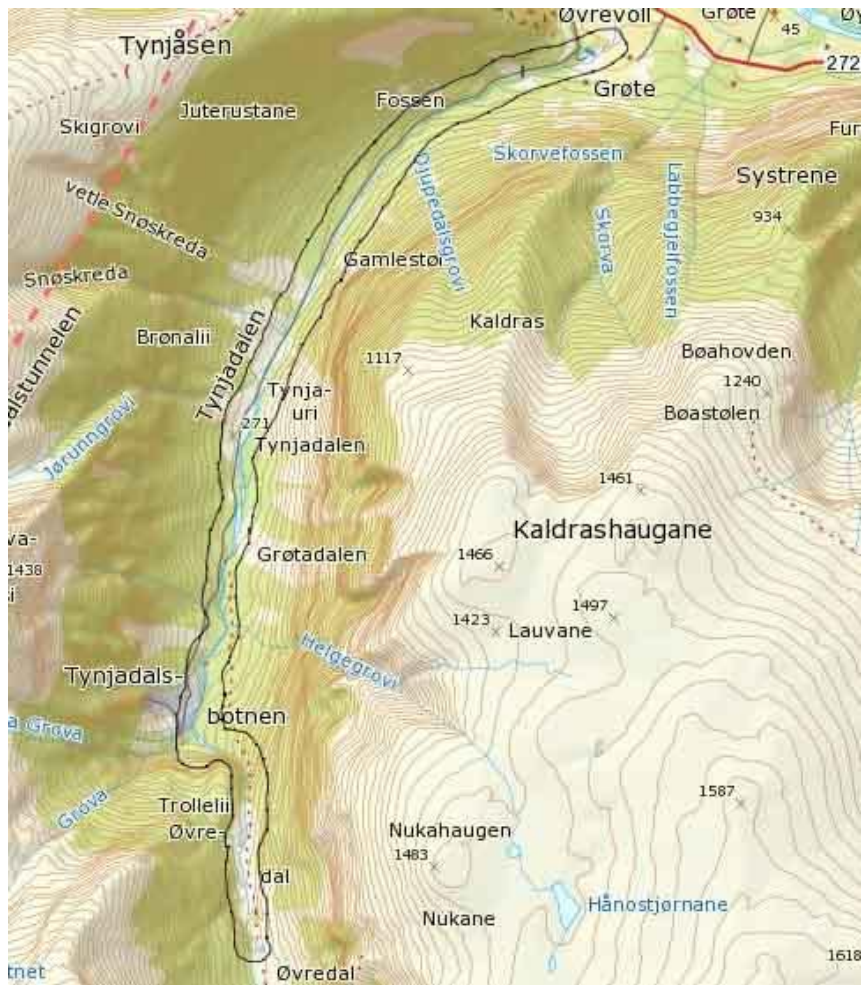 Øvrevoll
Grøte
45
Tynjåsen
272
Fossen
Grøte
Juterustane
Skigrovi
Skorvefossen
Djupedalsgrovi
Systrene
Skorva
Labbegjelfossen
934
vetle Snøskreda
Gamlestøl
Snøskreda
Kaldras
Brønalii
Bøahovden
1117
1240
Tynjadalen
Tynja-
uri
Bøastølen
271
Tynjadalen
Jørunngrovi
alstunnelen
1461
Kaldrashaugane
Grøtadalen
1466
1438
1497
1423
Lauvane
Helgegrovi
Tynjadals-
botnen
a Grova
1587
Trollelii
Grova
Øvre-
Nukahaugen
1483
dal
Hånostjørnane
Nukane
1618
Øvredal
tnet